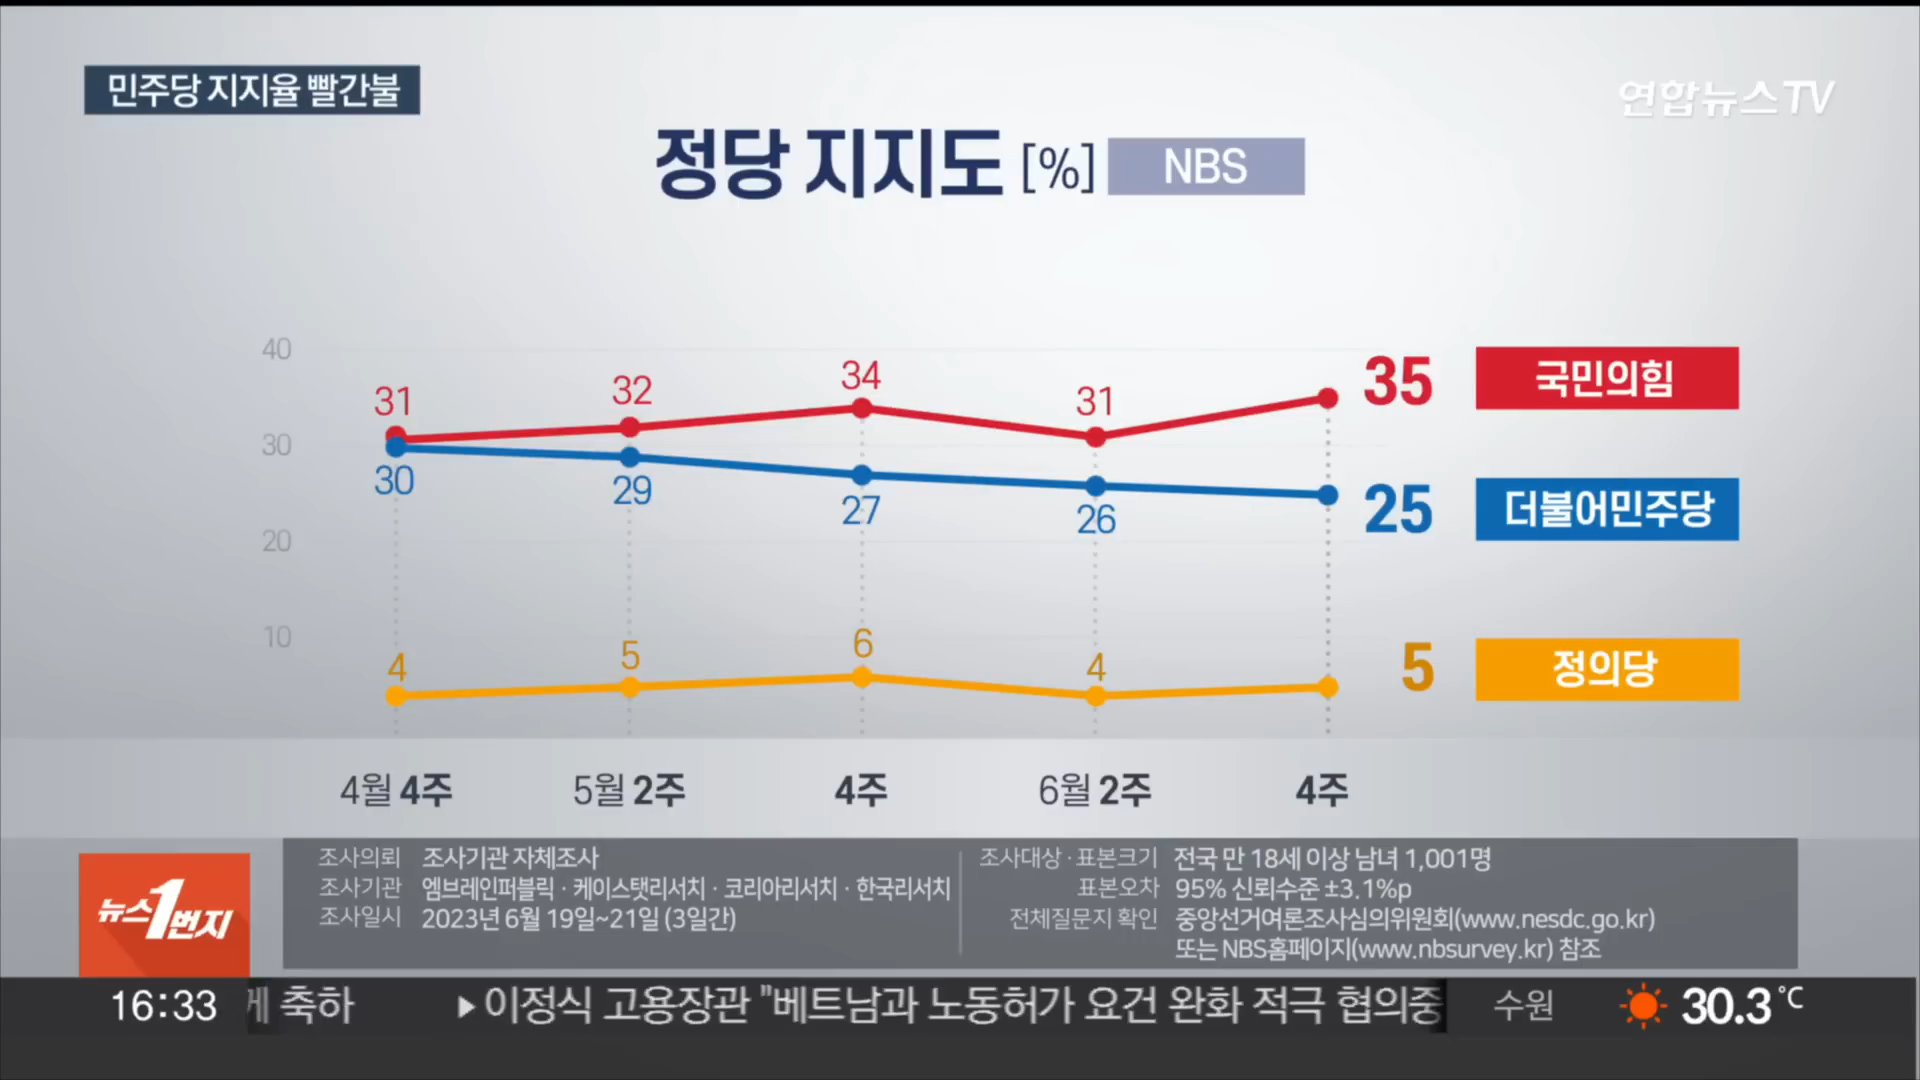 민주당 지지율 빨간불
연합뉴스TV
정당 지지도 [%] NBS
40
30
20
10
31 32 34 31 35 국민의힘
30 29 27 26 25 더불어민주당
4 5 6 4 5 정의당
4월 4주 5월 2주 4주 6월 2주 4주
조사의뢰 조사기관 자체조사
조사기관 엠브레인퍼블릭 · 케이스탯리서치 · 코리아리서치 · 한국리서치
조사일시 2023년 6월 19일~21일 (3일간)
조사대상 · 표본크기 전국 만 18세 이상 남녀 1,001명
표본오차 95% 신뢰수준 ±3.1%p
전체질문지 확인 중앙선거여론조사심의위원회(www.nesdc.go.kr)
또는 NBS홈페이지(www.nbsurvey.kr) 참조
뉴스1번지
16:33 축하 ▶이정식 고용장관 "베트남과 노동허가 요건 완화 적극 협의중 수원 30.3℃